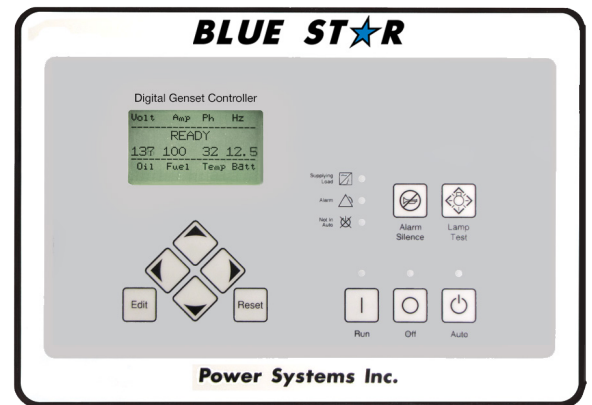 BLUE ST★R
Digital Genset Controller
Volt Amp Ph Hz
READY
137 100 32 12.5
Oil Fuel Temp Batt
Supplying Load
Alarm
Not In Auto
Alarm Silence
Lamp Test
Edit
Reset
Run
Off
Auto
Power Systems Inc.